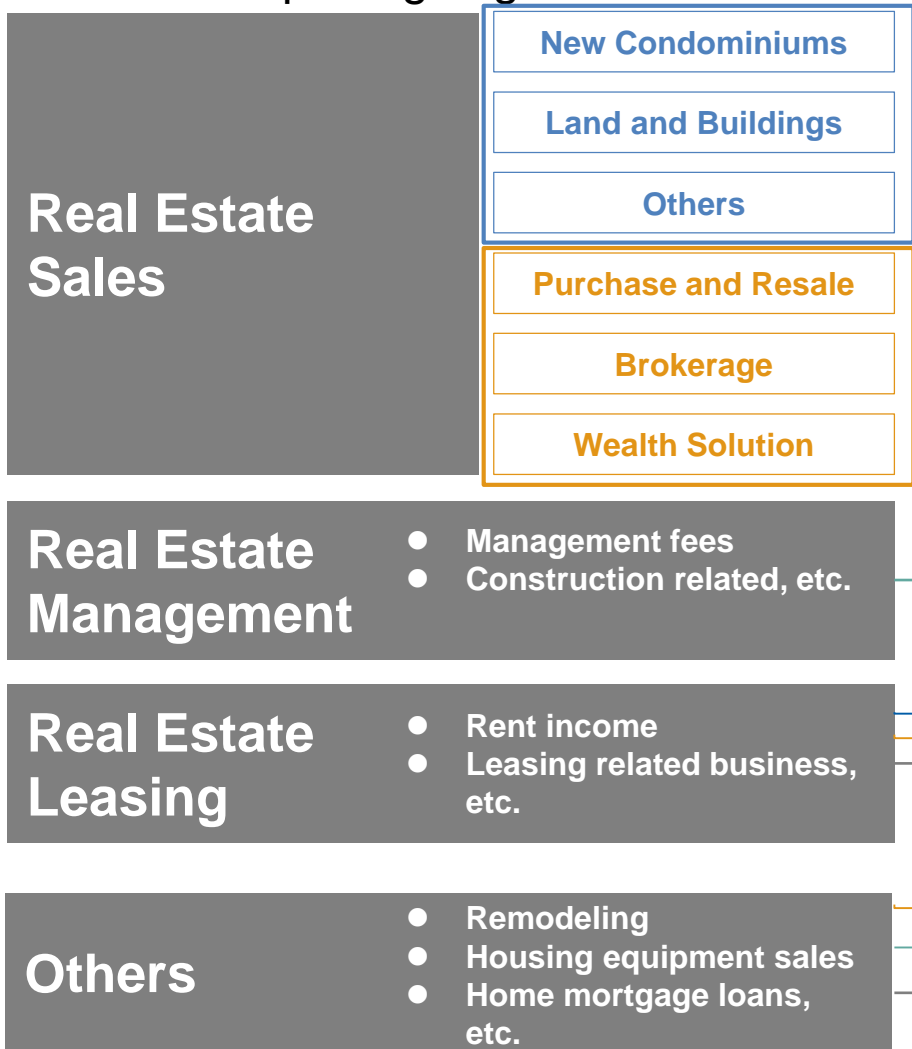 New Condominiums
Land and Buildings
Others
Real Estate
Sales
Purchase and Resale
Brokerage
Wealth Solution
Real Estate
Management
● Management fees
● Construction related, etc.
Real Estate
Leasing
● Rent income
● Leasing related business,
etc.
Others
● Remodeling
● Housing equipment sales
● Home mortgage loans,
etc.